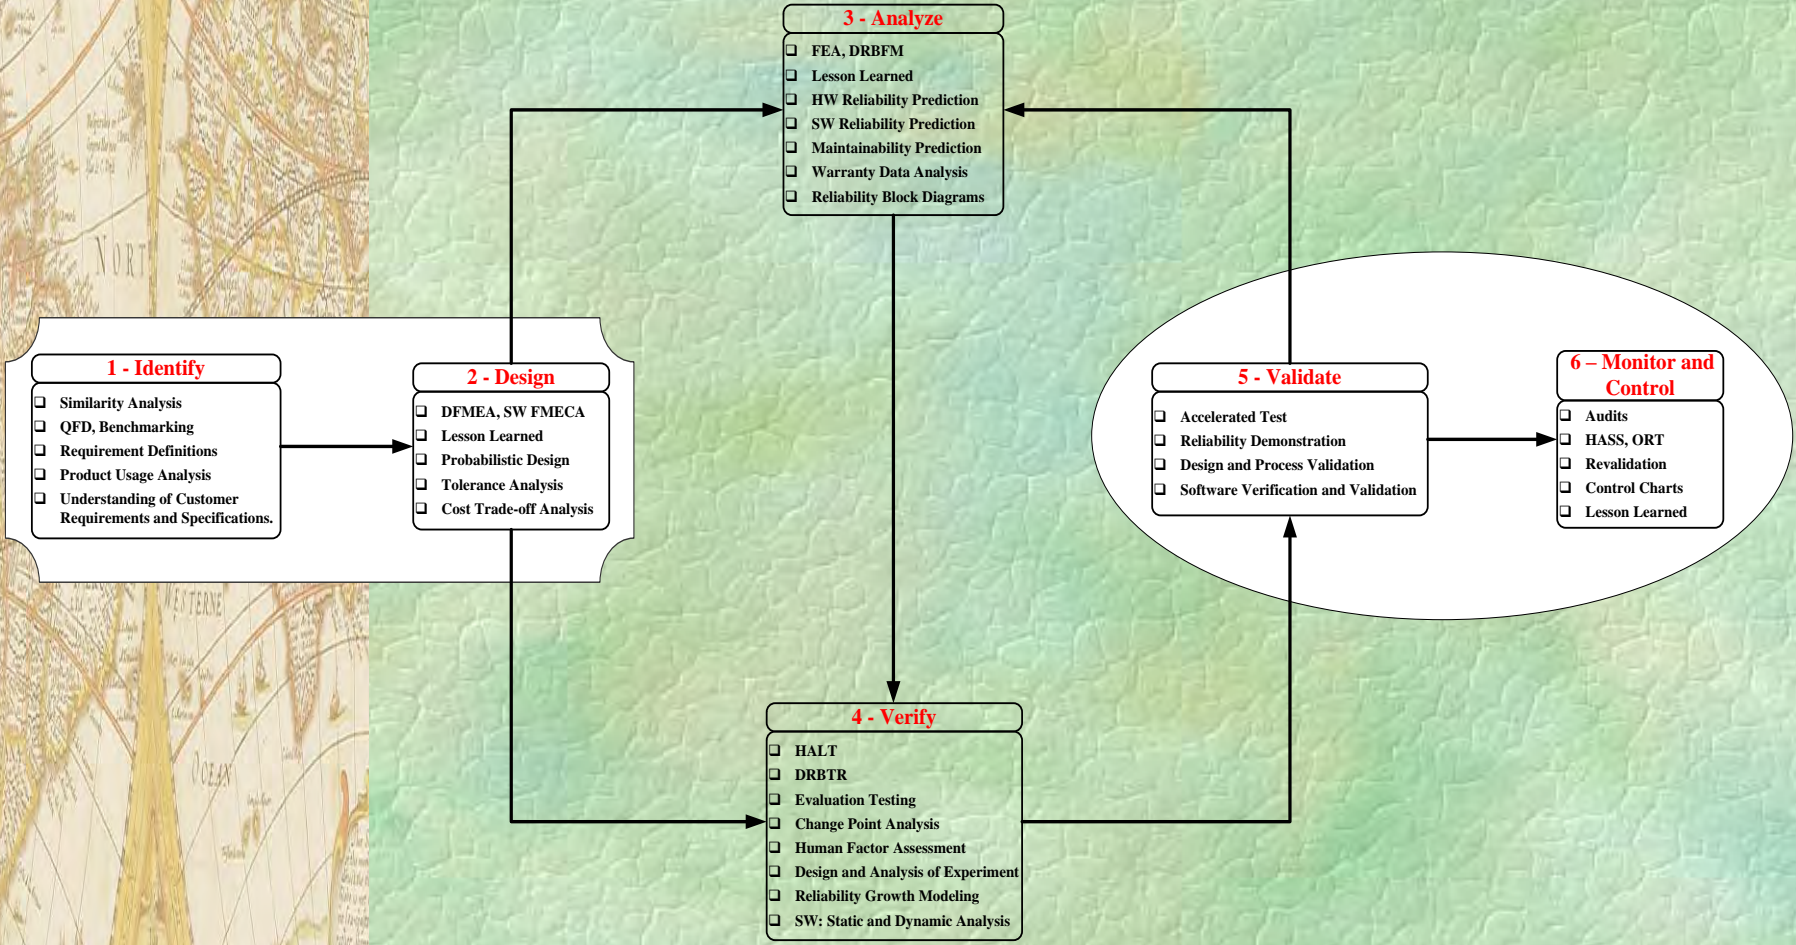 3 - Analyze
FEA, DRBFM
Lesson Learned
HW Reliability Prediction
SW Reliability Prediction
Maintainability Prediction
Warranty Data Analysis
Reliability Block Diagrams
1 - Identify
Similarity Analysis
QFD, Benchmarking
Requirement Definitions
Product Usage Analysis
Understanding of Customer
Requirements and Specifications.
2 - Design
DFMEA, SW FMECA
Lesson Learned
Probabilistic Design
Tolerance Analysis
Cost Trade-off Analysis
5 - Validate
Accelerated Test
Reliability Demonstration
Design and Process Validation
Software Verification and Validation
6 – Monitor and
Control
Audits
HASS, ORT
Revalidation
Control Charts
Lesson Learned
4 - Verify
HALT
DRBTR
Evaluation Testing
Change Point Analysis
Human Factor Assessment
Design and Analysis of Experiment
Reliability Growth Modeling
SW: Static and Dynamic Analysis
NORT
WESTERNE
OCEAN